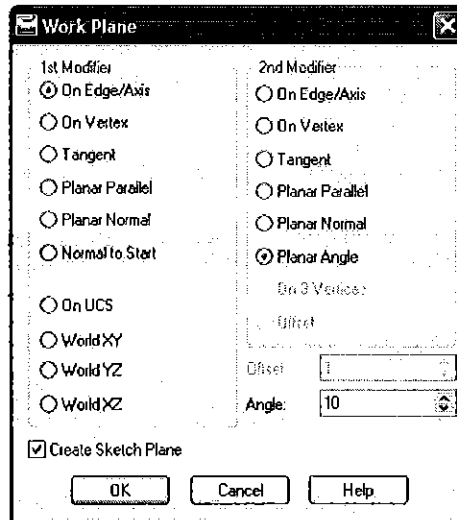 Work Plane
1st Modifier
On Edge/Axis
On Vertex
Tangent
Planar Parallel
Planar Normal
Normal to Start
On UCS
World XY
World YZ
World XZ
2nd Modifier
On Edge/Axis
On Vertex
Tangent
Planar Parallel
Planar Normal
Planar Angle
On 3 Vertices
Offset
Offset:
1
Angle:
10
Create Sketch Plane
OK
Cancel
Help